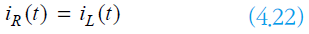 i_R(t) = i_L(t) (4.22)